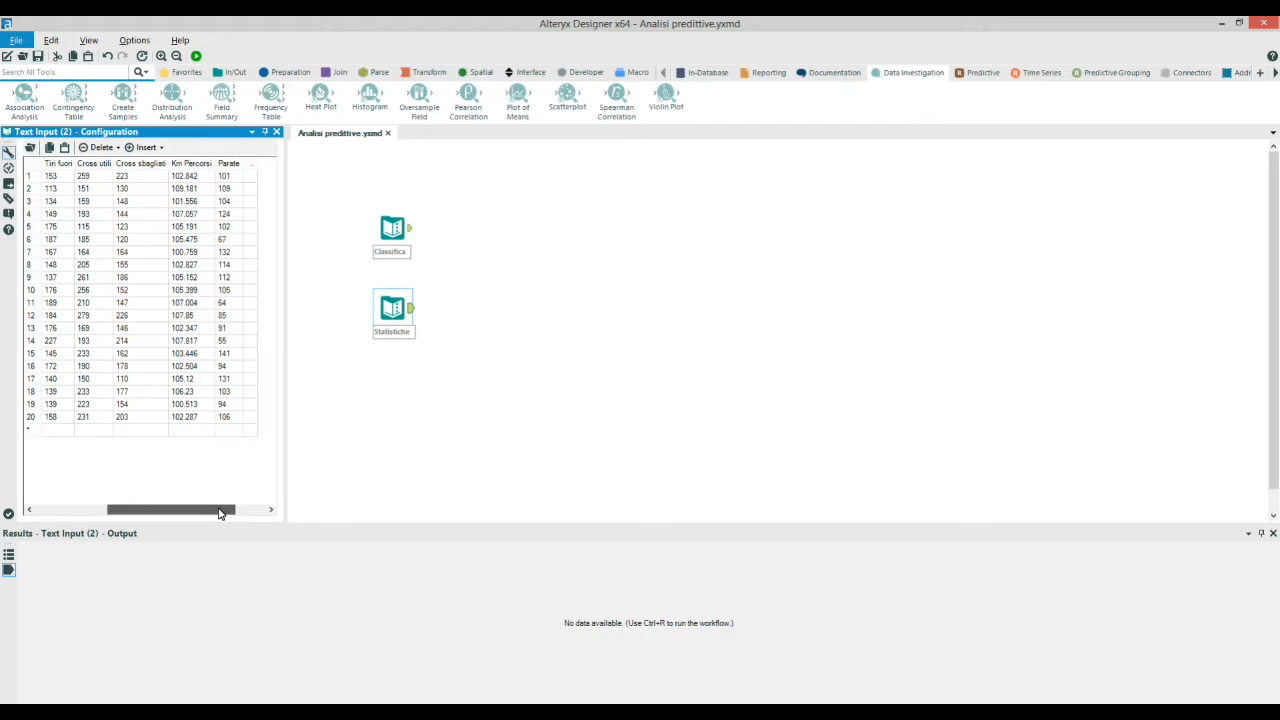 Alteryx Designer x64 - Analisi predittive.yxmd
File Edit View Options Help
Search All Tools Favorites In/Out Preparation Join Parse Transform Spatial Interface Developer Macro In-Database Reporting Documentation Data Investigation Predictive Time Series Predictive Grouping Connectors
Association Analysis Contingency Table Create Samples Distribution Analysis Field Summary Frequency Table Heat Plot Histogram Oversample Field Pearson Correlation Plot of Means Scatterplot Spearman Correlation Violin Plot
Text Input (2) - Configuration
Analisi predittive.yxmd
Delete Insert
Tiri fuori Cross utili Cross sbagliati Km Percorsi Parate
1 153 259 223 102.842 101
2 113 151 130 109.181 109
3 134 159 148 101.556 104
4 149 193 144 107.057 124
5 175 115 123 105.191 102
6 187 185 120 105.475 67
7 167 164 164 100.759 132
8 148 205 155 102.827 114
9 137 261 186 105.152 112
10 176 256 152 105.399 105
11 189 210 147 107.004 64
12 184 279 226 107.85 85
13 176 169 146 102.347 91
14 227 193 214 107.817 55
15 145 233 162 103.446 141
16 172 190 178 102.504 94
17 140 150 110 105.12 131
18 139 233 177 106.23 103
19 139 223 154 100.513 94
20 158 231 203 102.287 106
*
Classifica
Statistiche
Results - Text Input (2) - Output
No data available. (Use Ctrl+R to run the workflow.)